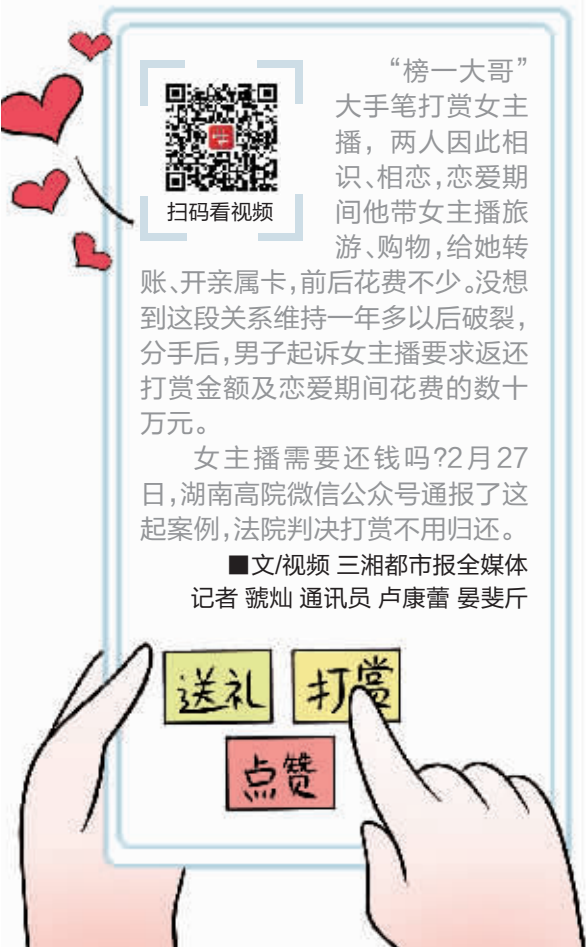 “榜一大哥”
大手笔打赏女主
播，两人因此相
识、相恋,恋爱期
间他带女主播旅
游、购物,给她转
账、开亲属卡,前后花费不少。没想
到这段关系维持一年多以后破裂,
分手后,男子起诉女主播要求返还
打赏金额及恋爱期间花费的数十
万元。
女主播需要还钱吗?2月27
日,湖南高院微信公众号通报了这
起案例,法院判决打赏不用归还。
■文/视频 三湘都市报全媒体
记者 虢灿 通讯员 卢康蕾 晏斐斤
扫码看视频
送礼
打赏
点赞